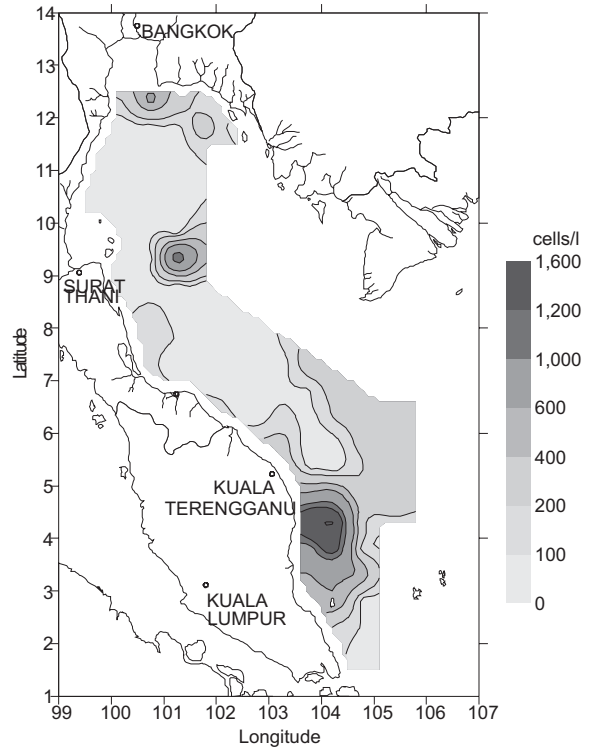 14
BANGKOK
13
12
11
10
9
SURAT
THANI
8
Latitude
7
6
5
KUALA
TERENGGANU
4
3
KUALA
LUMPUR
2
1
99 100 101 102 103 104 105 106 107
Longitude
cells/l
1,600
1,200
1,000
600
400
200
100
0